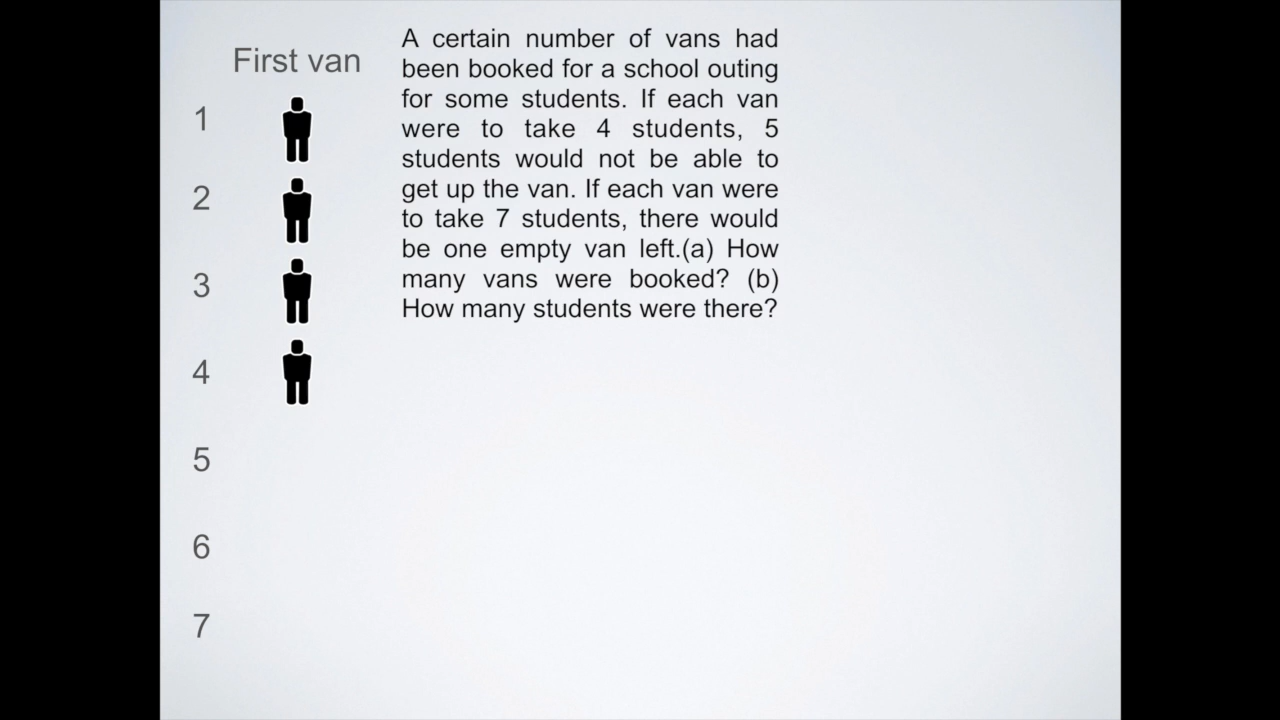 First van
1
2
3
4
5
6
7
A certain number of vans had
been booked for a school outing
for some students. If each van
were to take 4 students, 5
students would not be able to
get up the van. If each van were
to take 7 students, there would
be one empty van left.(a) How
many vans were booked? (b)
How many students were there?